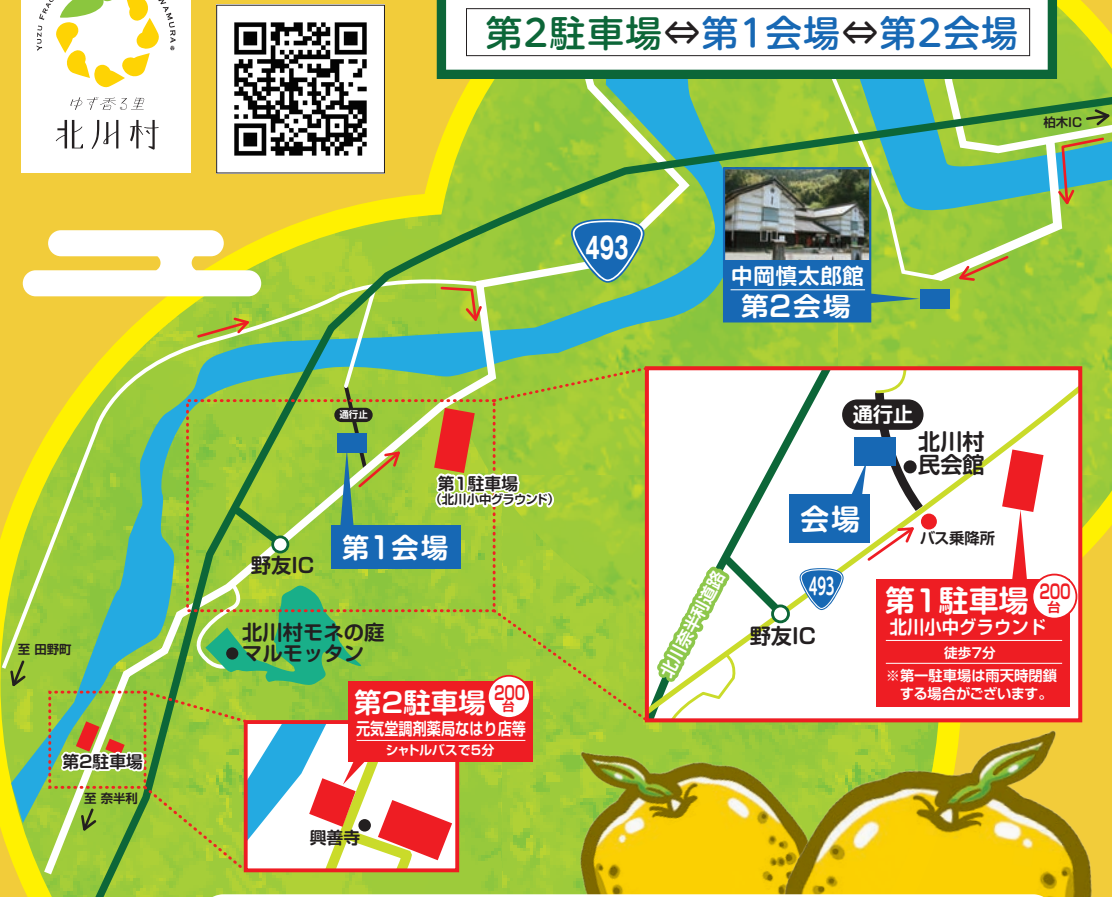 ゆず香る里
北川村
第2駐車場⇔第1会場⇔第2会場
柏木IC
493
中岡慎太郎館
第2会場
通行止
第1駐車場
(北川小中グラウンド)
第1会場
野友IC
北川村モネの庭
マルモッタン
至 田野町
第2駐車場
至 奈半利
第2駐車場 200台
元気堂調剤薬局なはり店等
シャトルバスで5分
興善寺
通行止
北川村
民会館
会場
バス乗降所
493
北川奈半利道路
野友IC
第1駐車場 200台
北川小中グラウンド
徒歩7分
※第一駐車場は雨天時閉鎖
する場合がございます。